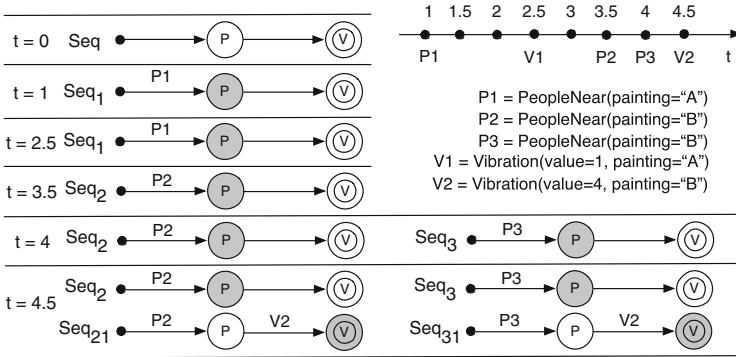 1 1.5 2 2.5 3 3.5 4 4.5
t = 0 Seq P V
P1 V1 P2 P3 V2 t
P1
t = 1 Seq1 P V
P1 = PeopleNear(painting="A")
P2 = PeopleNear(painting="B")
P3 = PeopleNear(painting="B")
V1 = Vibration(value=1, painting="A")
V2 = Vibration(value=4, painting="B")
P1
t = 2.5 Seq1 P V
P2
t = 3.5 Seq2 P V
P2 P3
t = 4 Seq2 P V Seq3 P V
P2 P3
t = 4.5 Seq2 P V Seq3 P V
P2 V2 P3 V2
Seq21 P V Seq31 P V